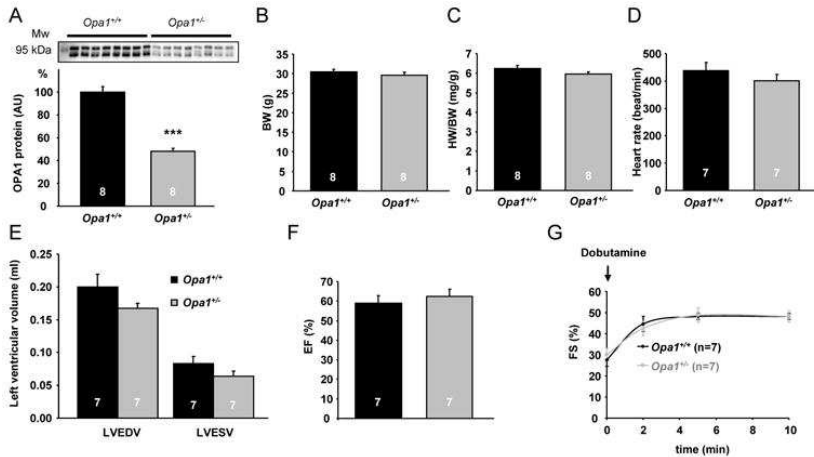 A
Mw
Opa1+/+ Opa1+/-
95 kDa
%
OPA1 protein (AU)
100
80
60
40
20
0
***
8 8
Opa1+/+ Opa1+/-
B
BW (g)
40
35
30
25
20
15
10
5
0
8 8
Opa1+/+ Opa1+/-
C
HW/BW (mg/g)
7
6
5
4
3
2
1
0
8 8
Opa1+/+ Opa1+/-
D
Heart rate (beat/min)
500
400
300
200
100
0
7 7
Opa1+/+ Opa1+/-
E
Left ventricular volume (ml)
0.25
0.20
0.15
0.10
0.05
0.00
Opa1+/+
Opa1+/-
7 7 7 7
LVEDV LVESV
F
EF (%)
80
70
60
50
40
30
20
10
0
7 7
G
Dobutamine
FS (%)
60
50
40
30
20
10
0
Opa1+/+ (n=7)
Opa1+/- (n=7)
0 2 4 6 8 10
time (min)